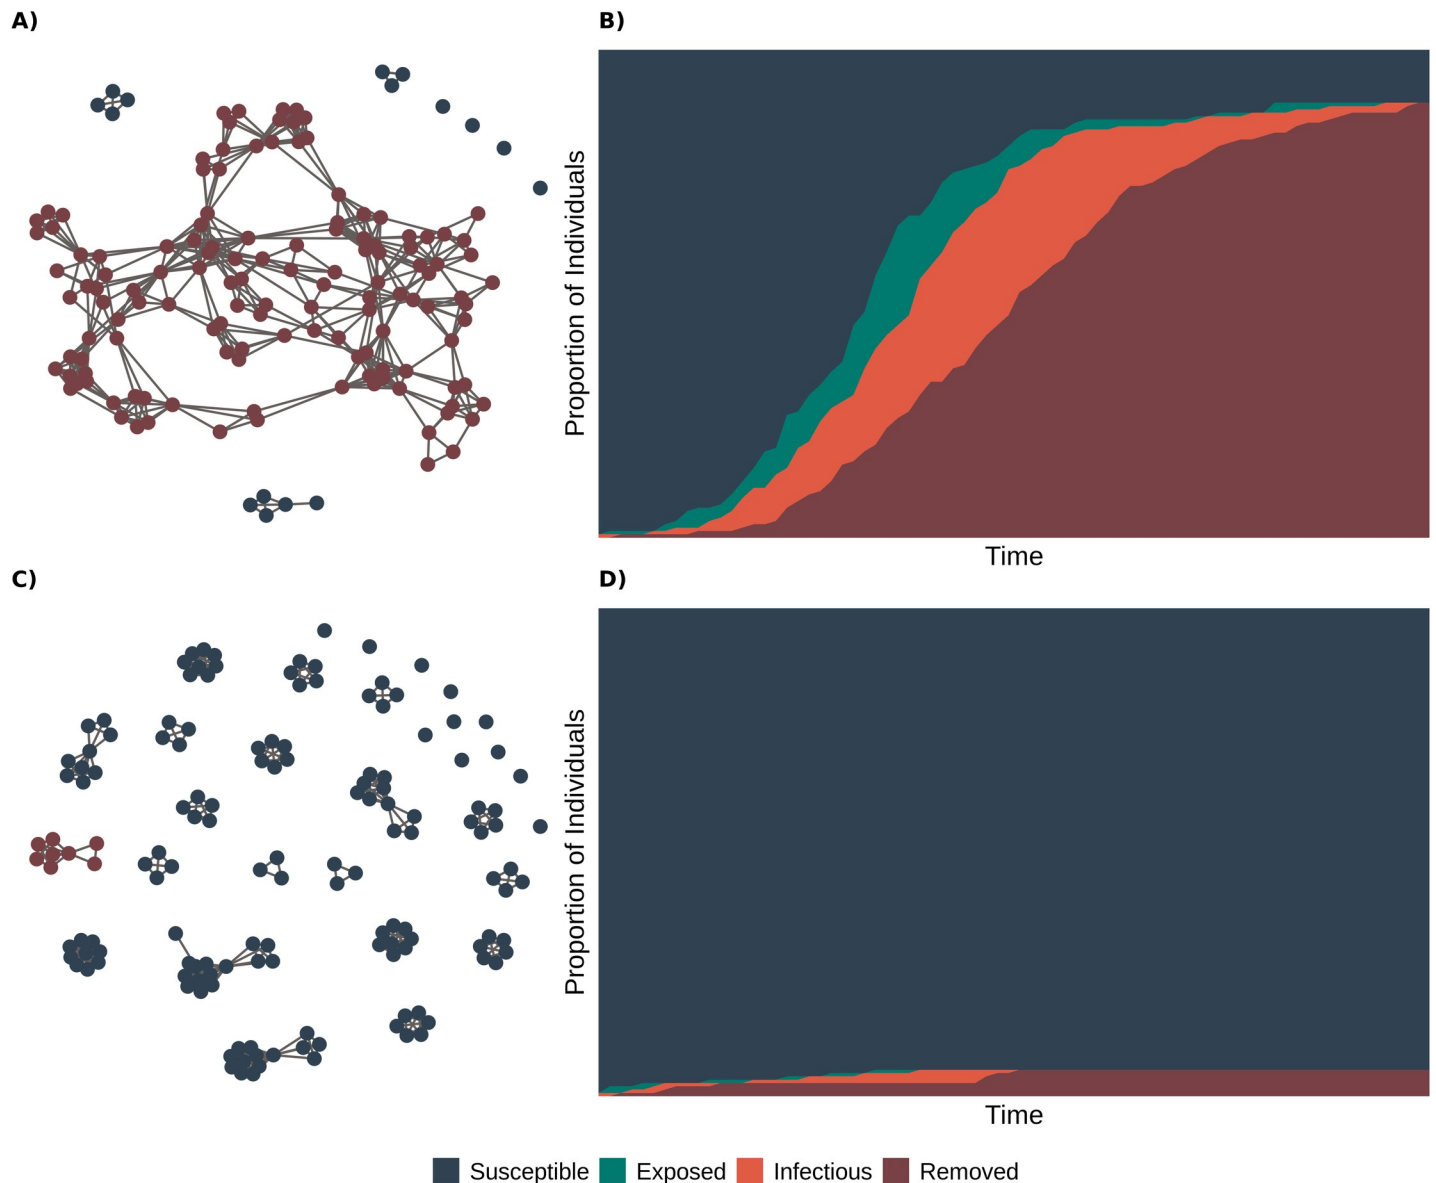 A)
B)
Proportion of Individuals
Time
C)
D)
Proportion of Individuals
Time
Susceptible Exposed Infectious Removed